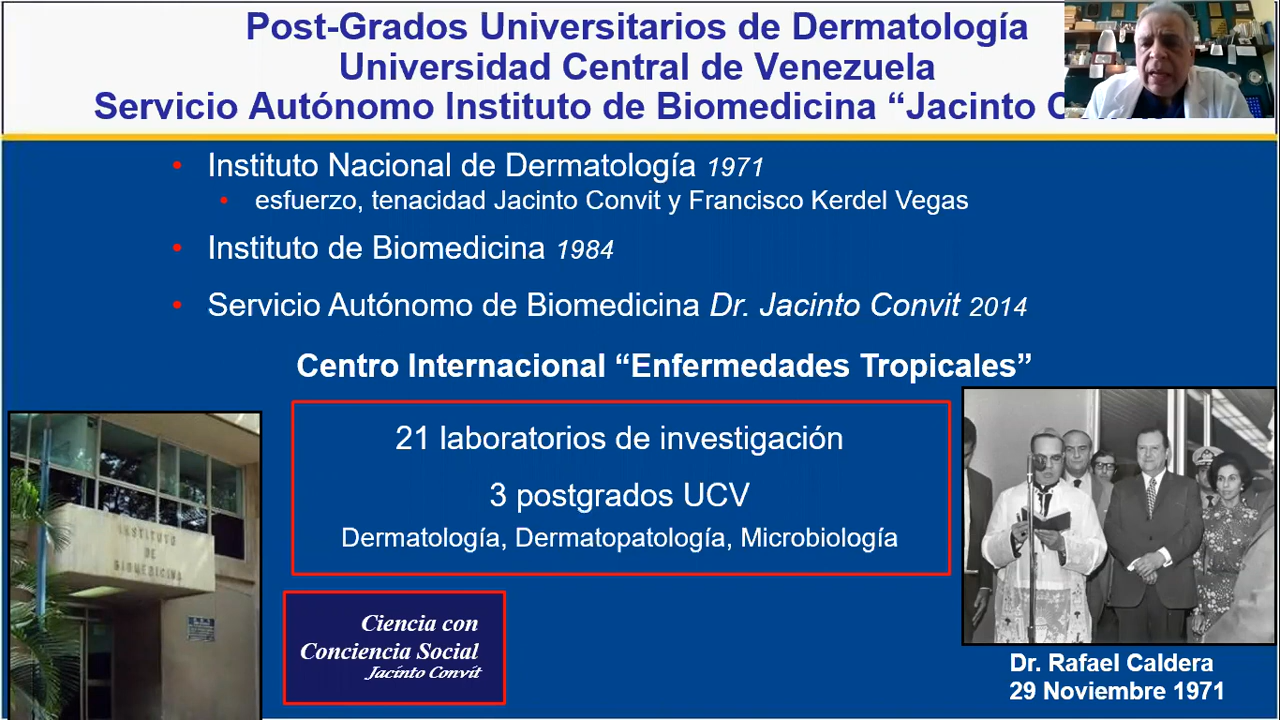 Post-Grados Universitarios de Dermatología
Universidad Central de Venezuela
Servicio Autónomo Instituto de Biomedicina “Jacinto
• Instituto Nacional de Dermatología 1971
• esfuerzo, tenacidad Jacinto Convit y Francisco Kerdel Vegas
• Instituto de Biomedicina 1984
• Servicio Autónomo de Biomedicina Dr. Jacinto Convit 2014
Centro Internacional “Enfermedades Tropicales”
21 laboratorios de investigación
3 postgrados UCV
Dermatología, Dermatopatología, Microbiología
INSTITUTO
DE
BIOMEDICINA
Ciencia con
Conciencia Social
Jacinto Convit
Dr. Rafael Caldera
29 Noviembre 1971